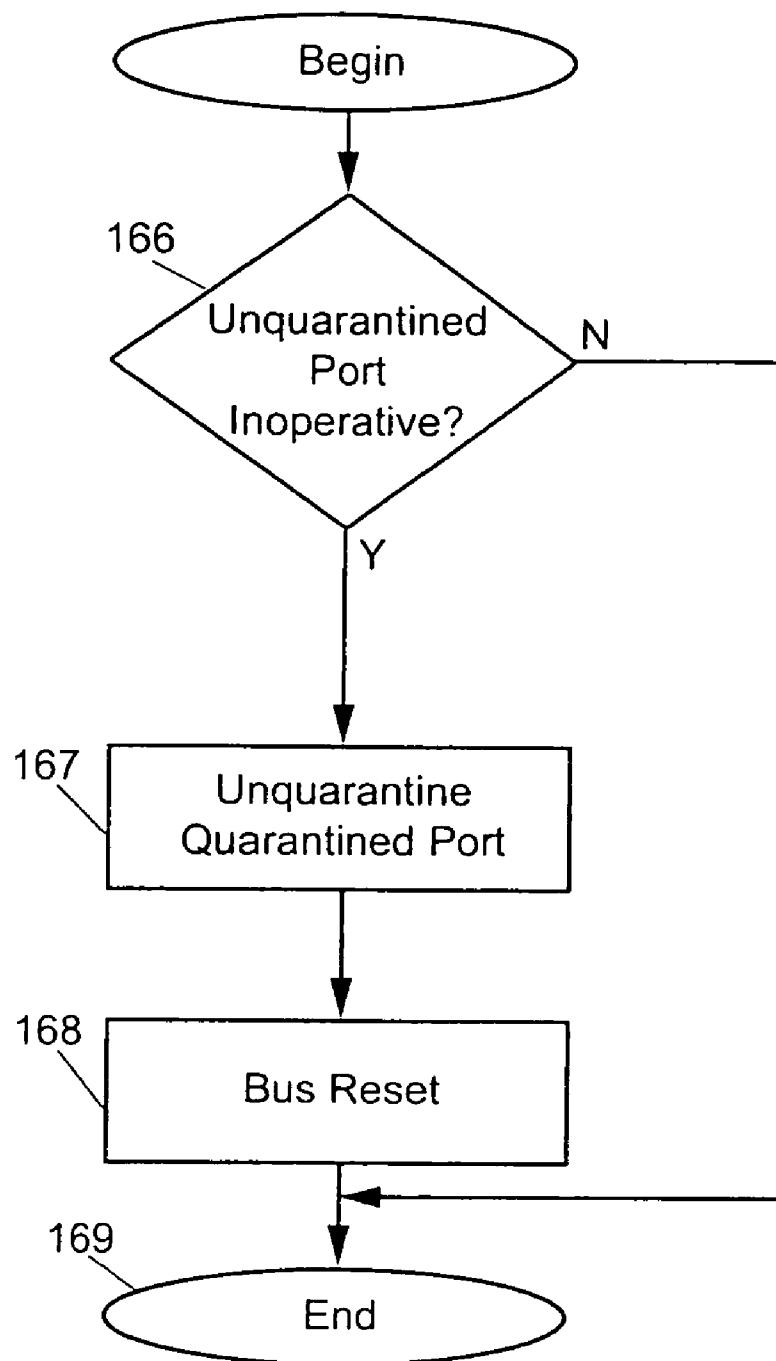 Begin
166
Unquarantined
Port
Inoperative?
N
Y
167
Unquarantine
Quarantined Port
168
Bus Reset
169
End